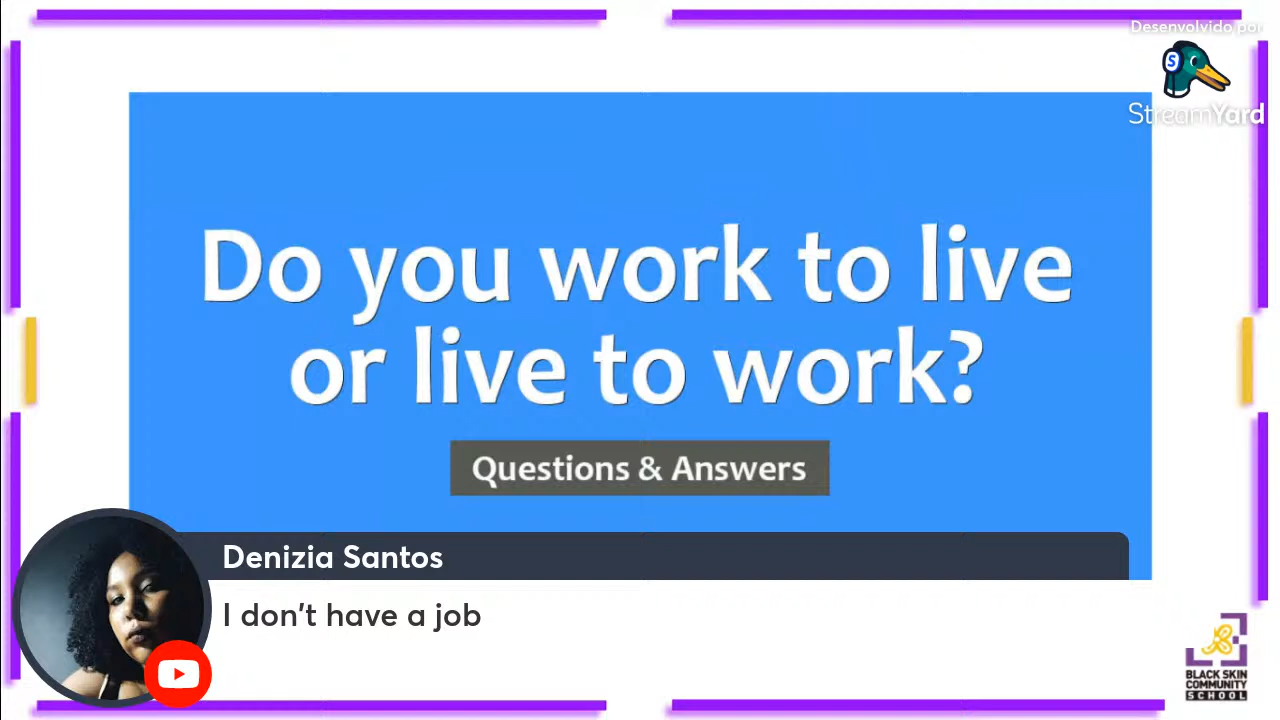 Desenvolvido por
S
StreamYard
Do you work to live
or live to work?
Questions & Answers
Denizia Santos
I don't have a job
BLACK SKIN
COMMUNITY
SCHOOL